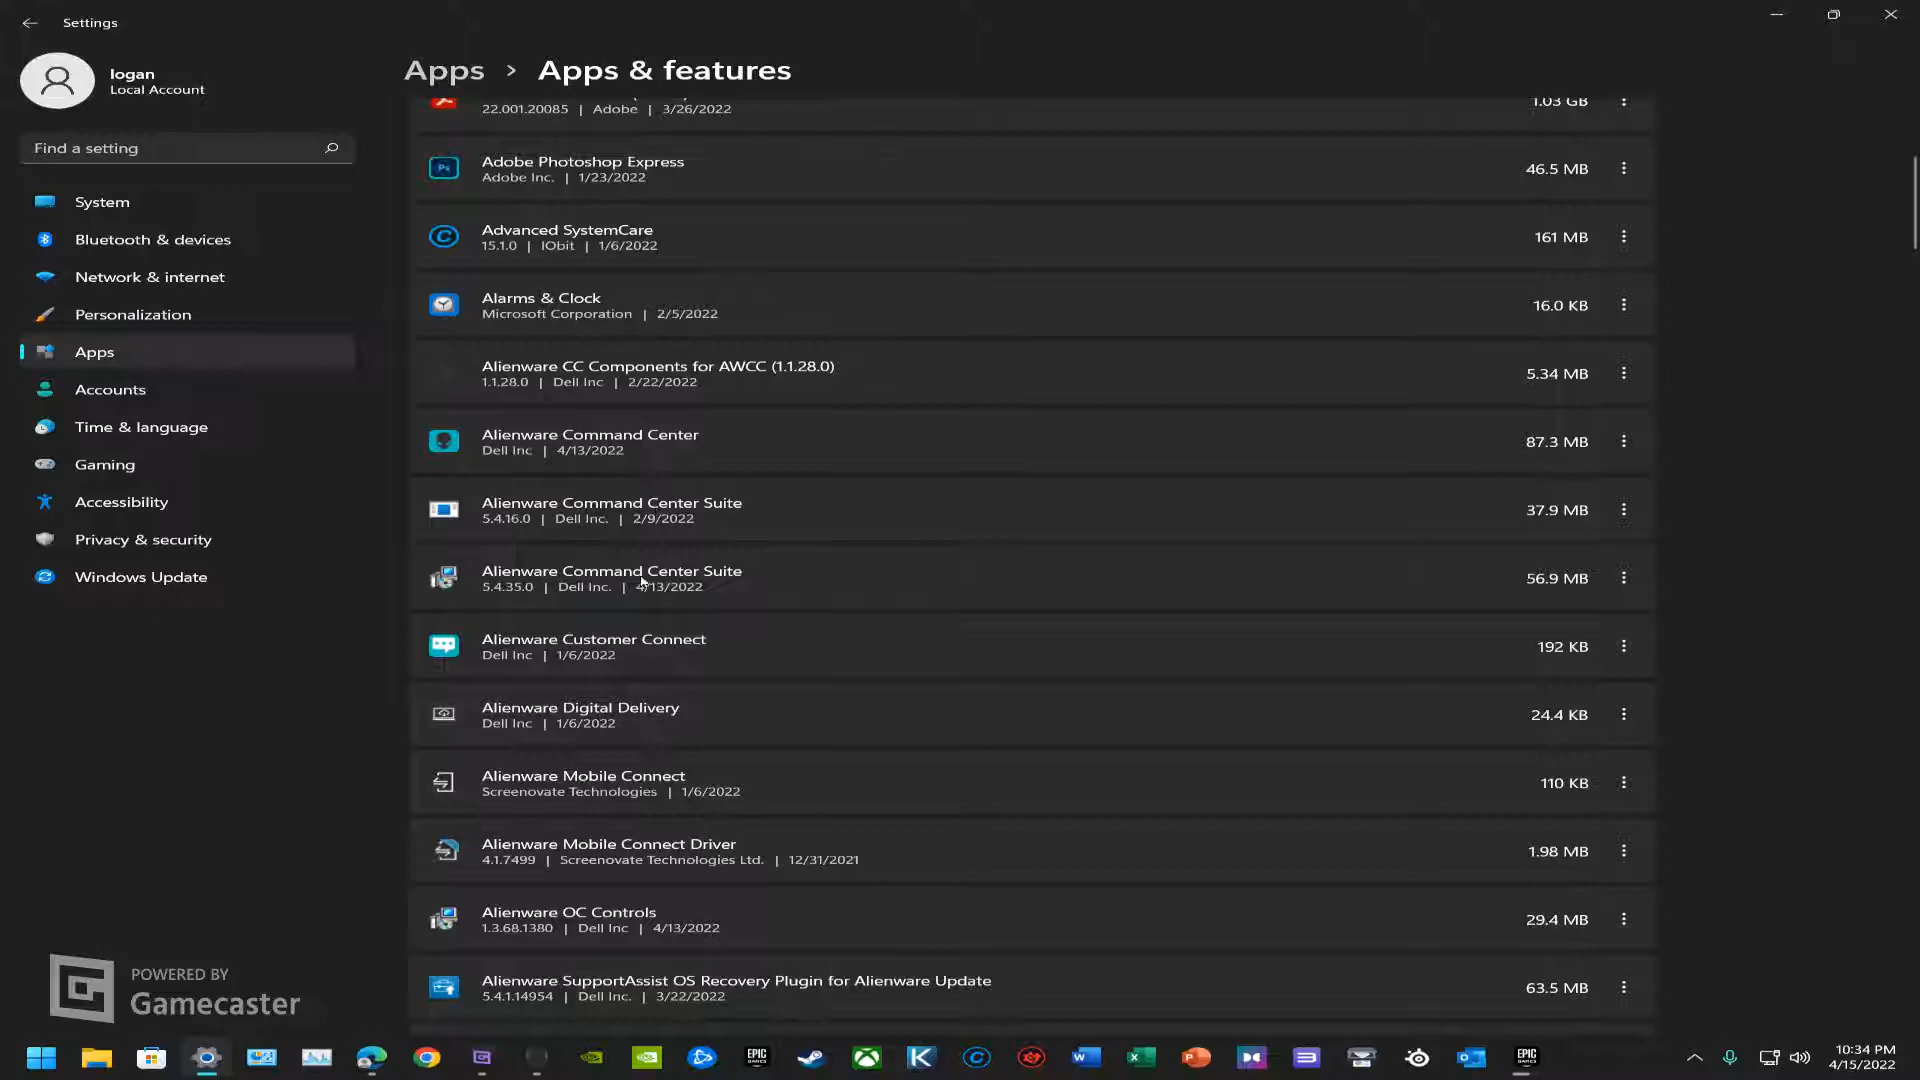 Settings
logan
Local Account
Find a setting
System
Bluetooth & devices
Network & internet
Personalization
Apps
Accounts
Time & language
Gaming
Accessibility
Privacy & security
Windows Update
Apps > Apps & features
22.001.20085 | Adobe | 3/26/2022
1.03 GB
Adobe Photoshop Express
Adobe Inc. | 1/23/2022
46.5 MB
Advanced SystemCare
15.1.0 | IObit | 1/6/2022
161 MB
Alarms & Clock
Microsoft Corporation | 2/5/2022
16.0 KB
Alienware CC Components for AWCC (1.1.28.0)
1.1.28.0 | Dell Inc | 2/22/2022
5.34 MB
Alienware Command Center
Dell Inc | 4/13/2022
87.3 MB
Alienware Command Center Suite
5.4.16.0 | Dell Inc. | 2/9/2022
37.9 MB
Alienware Command Center Suite
5.4.35.0 | Dell Inc. | 4/13/2022
56.9 MB
Alienware Customer Connect
Dell Inc | 1/6/2022
192 KB
Alienware Digital Delivery
Dell Inc | 1/6/2022
24.4 KB
Alienware Mobile Connect
Screenovate Technologies | 1/6/2022
110 KB
Alienware Mobile Connect Driver
4.1.7499 | Screenovate Technologies Ltd. | 12/31/2021
1.98 MB
Alienware OC Controls
1.3.68.1380 | Dell Inc | 4/13/2022
29.4 MB
Alienware SupportAssist OS Recovery Plugin for Alienware Update
5.4.1.14954 | Dell Inc. | 3/22/2022
63.5 MB
POWERED BY
Gamecaster
10:34 PM
4/15/2022